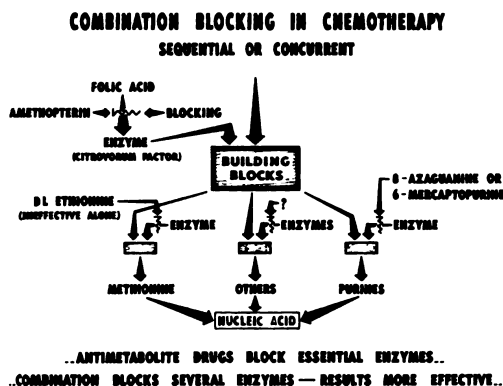 COMBINATION BLOCKING IN CHEMOTHERAPY
SEQUENTIAL OR CONCURRENT
FOLIC ACID
AMETHOPTERIN
BLOCKING
ENZYME
(CITROVORUM FACTOR)
BUILDING
BLOCKS
8-AZAGUANINE OR
6-MERCAPTOPURINE
DL ETHIONINE
(INEFFECTIVE ALONE)
?
ENZYME
ENZYMES
ENZYME
METHIONINE
OTHERS
PURINES
NUCLEIC ACID
..ANTIMETABOLITE DRUGS BLOCK ESSENTIAL ENZYMES..
..COMBINATION BLOCKS SEVERAL ENZYMES — RESULTS MORE EFFECTIVE..